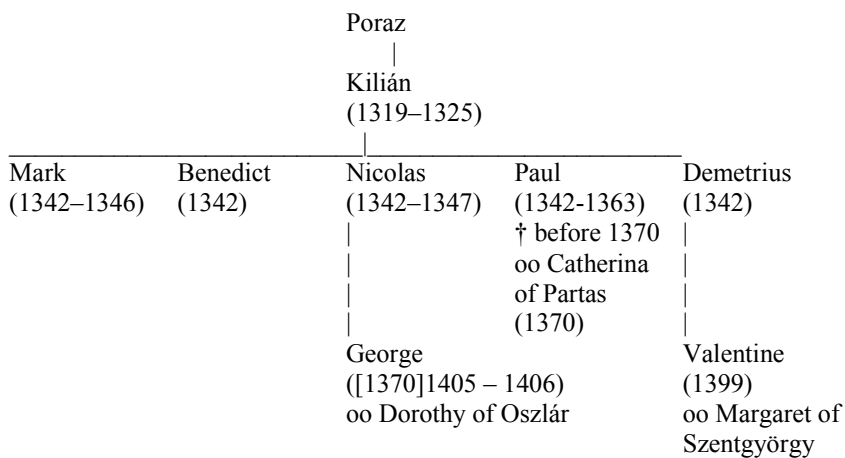 Poraz
Kilián
(1319–1325)
Mark Benedict Nicolas Paul Demetrius
(1342–1346) (1342) (1342–1347) (1342-1363) (1342)
† before 1370
oo Catherina
of Partas
(1370)
George Valentine
([1370]1405 – 1406) (1399)
oo Dorothy of Oszlár oo Margaret of
Szentgyörgy